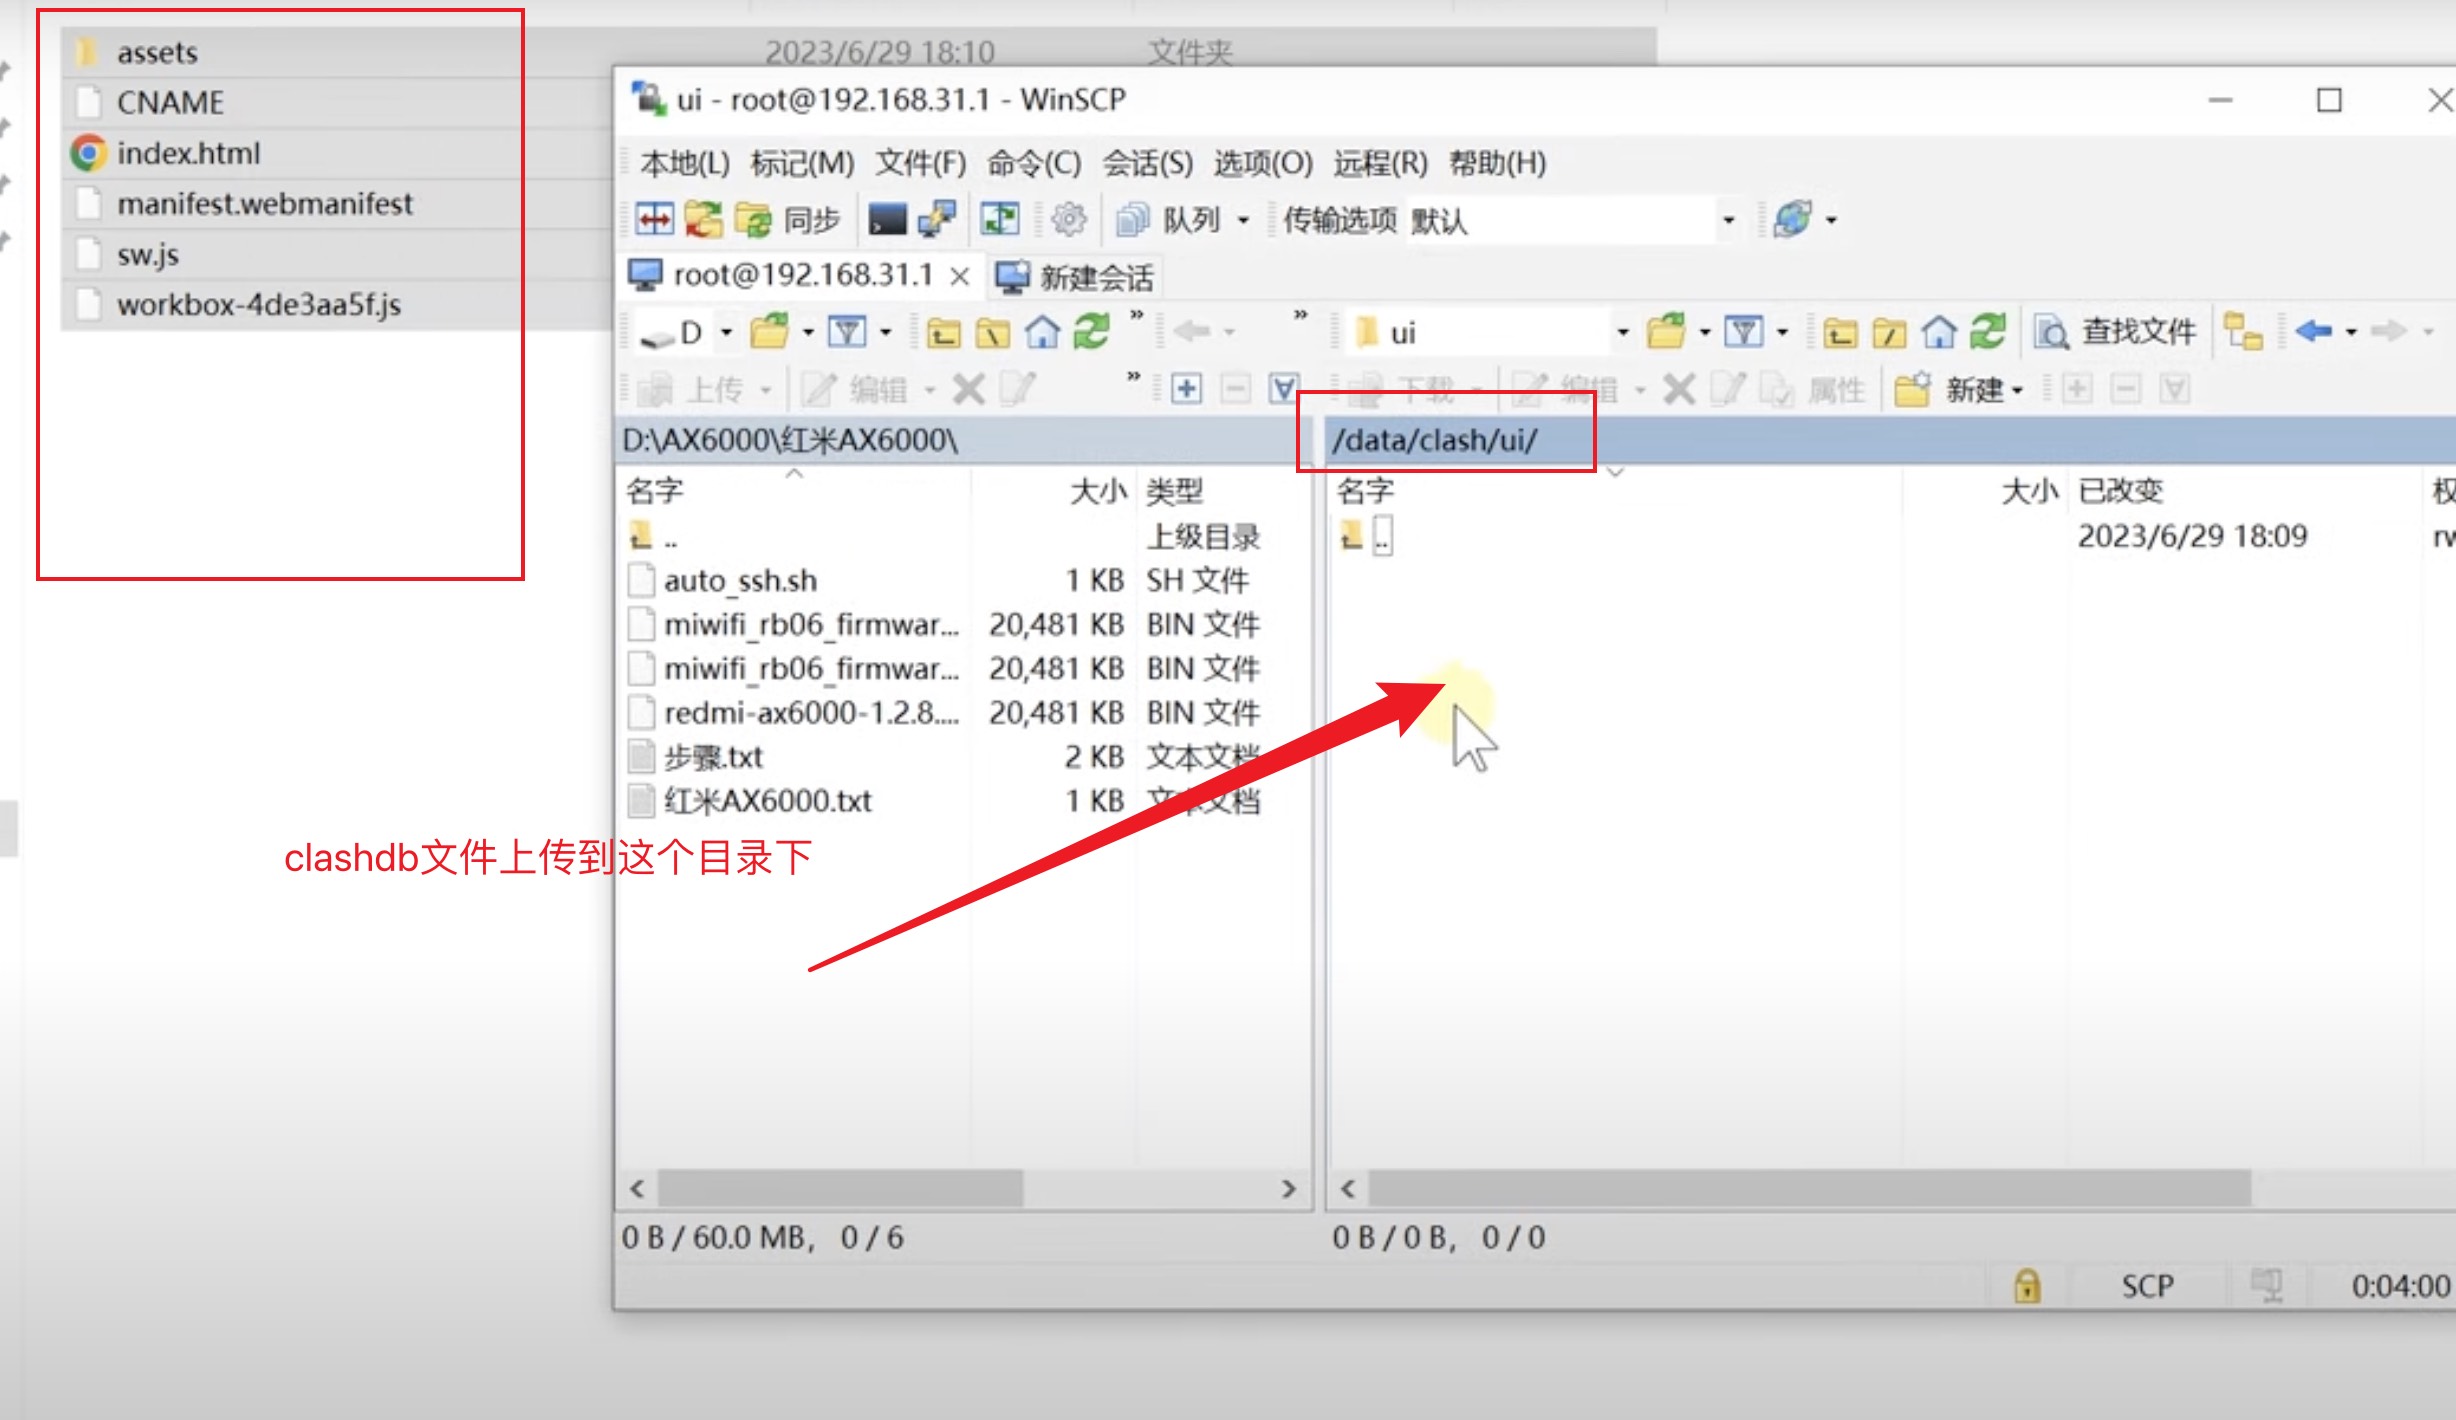 assets 2023/6/29 18:10 文件夹
CNAME
index.html
manifest.webmanifest
sw.js
workbox-4de3aa5f.js
ui - root@192.168.31.1 - WinSCP
本地(L) 标记(M) 文件(F) 命令(C) 会话(S) 选项(O) 远程(R) 帮助(H)
同步 队列 传输选项 默认
root@192.168.31.1 × 新建会话
D » » ui 查找文件
上传 编辑 » 下载 编辑 属性 新建
D:\AX6000\红米AX6000\ /data/clash/ui/
名字 大小 类型 名字 大小 已改变 权
.. 上级目录 .. 2023/6/29 18:09 rw
auto_ssh.sh 1 KB SH 文件
miwifi_rb06_firmwar... 20,481 KB BIN 文件
miwifi_rb06_firmwar... 20,481 KB BIN 文件
redmi-ax6000-1.2.8.... 20,481 KB BIN 文件
步骤.txt 2 KB 文本文档
红米AX6000.txt 1 KB 文本文档
clashdb文件上传到这个目录下
0 B / 60.0 MB, 0 / 6 0 B / 0 B, 0 / 0
SCP 0:04:00